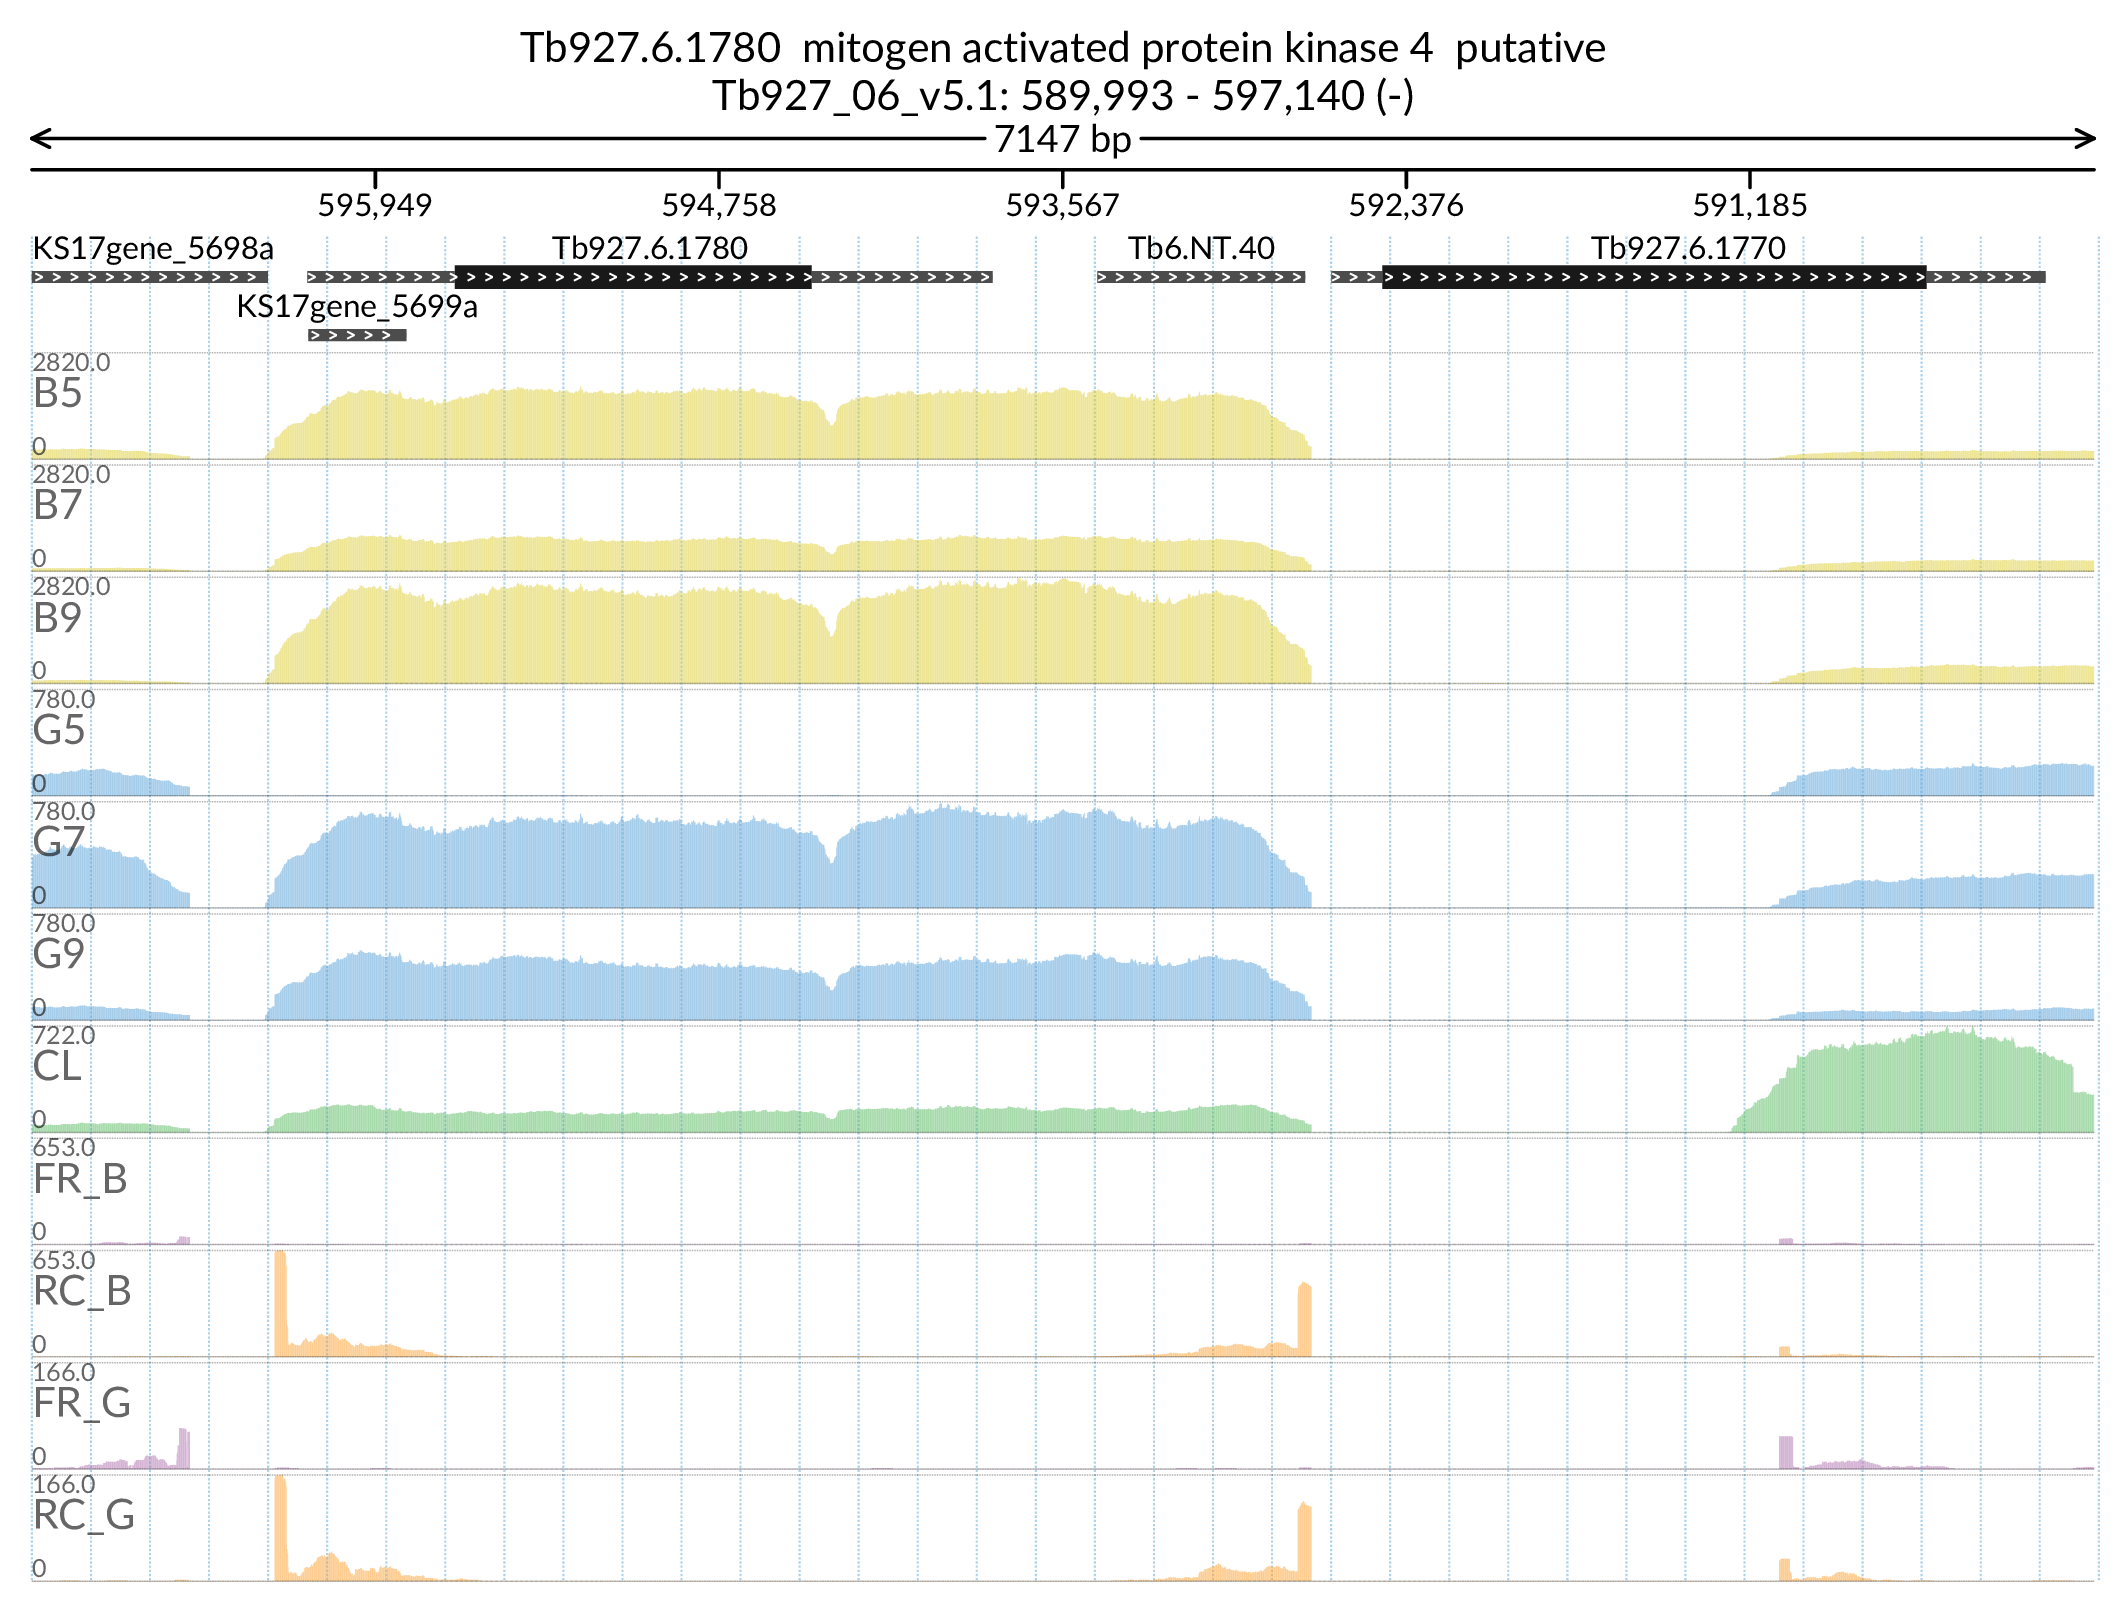 Tb927.6.1780  mitogen activated protein kinase 4  putative
Tb927_06_v5.1: 589,993 - 597,140 (-)
7147 bp
595,949 594,758 593,567 592,376 591,185
KS17gene_5698a Tb927.6.1780 Tb6.NT.40 Tb927.6.1770
KS17gene_5699a
2820.0
B5
0
2820.0
B7
0
2820.0
B9
0
780.0
G5
0
780.0
G7
0
780.0
G9
0
722.0
CL
0
653.0
FR_B
0
653.0
RC_B
0
166.0
FR_G
0
166.0
RC_G
0